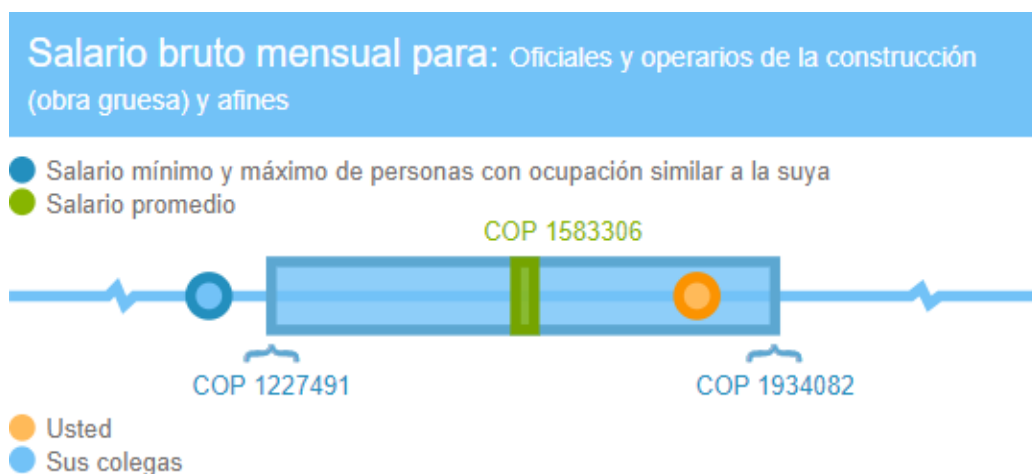 Salario bruto mensual para: Oficiales y operarios de la construcción
(obra gruesa) y afines
Salario mínimo y máximo de personas con ocupación similar a la suya
Salario promedio
COP 1583306
COP 1227491
COP 1934082
Usted
Sus colegas